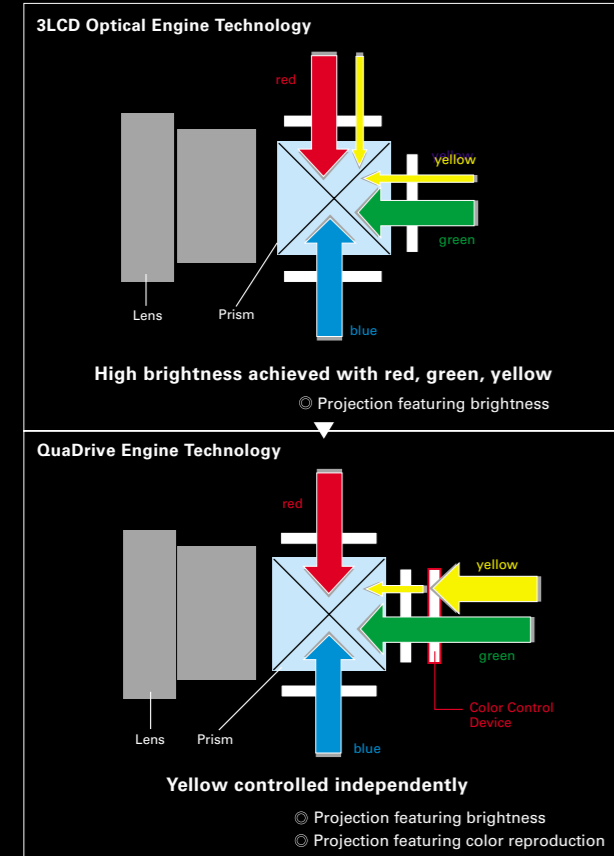 3LCD Optical Engine Technology
red
yellow
green
Lens
Prism
blue
High brightness achieved with red, green, yellow
◎ Projection featuring brightness
QuaDrive Engine Technology
red
yellow
green
Color Control
Device
Lens
Prism
blue
Yellow controlled independently
◎ Projection featuring brightness
◎ Projection featuring color reproduction